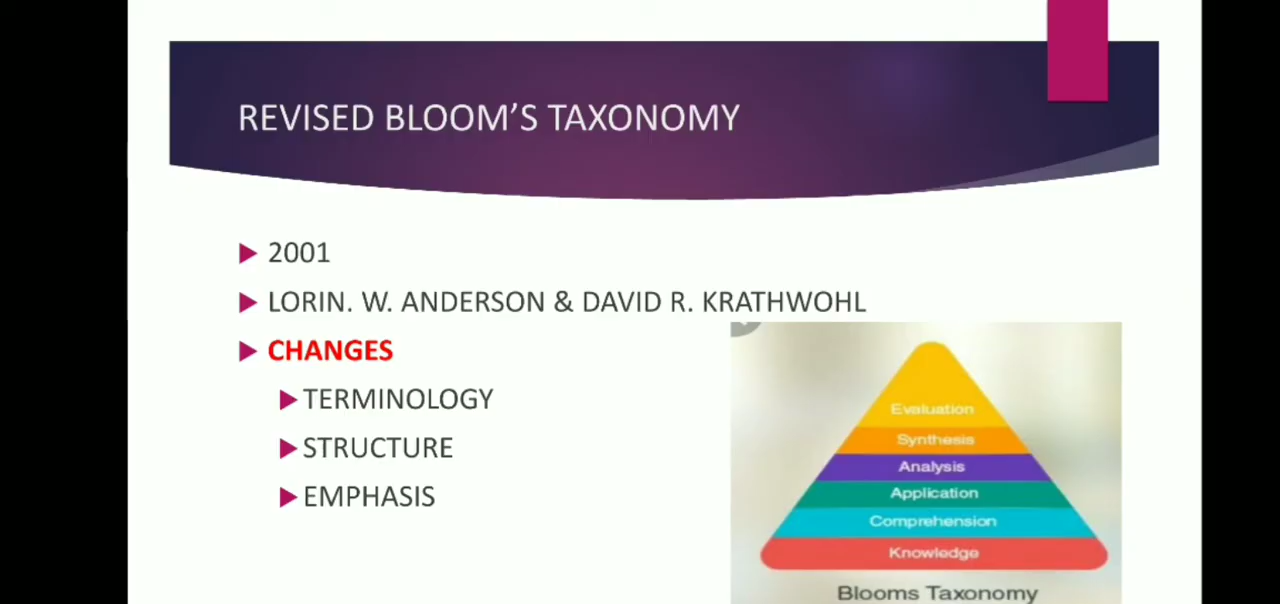 REVISED BLOOM'S TAXONOMY
2001
LORIN. W. ANDERSON & DAVID R. KRATHWOHL
CHANGES
TERMINOLOGY
STRUCTURE
EMPHASIS
Evaluation
Synthesis
Analysis
Application
Comprehension
Knowledge
Blooms Taxonomy